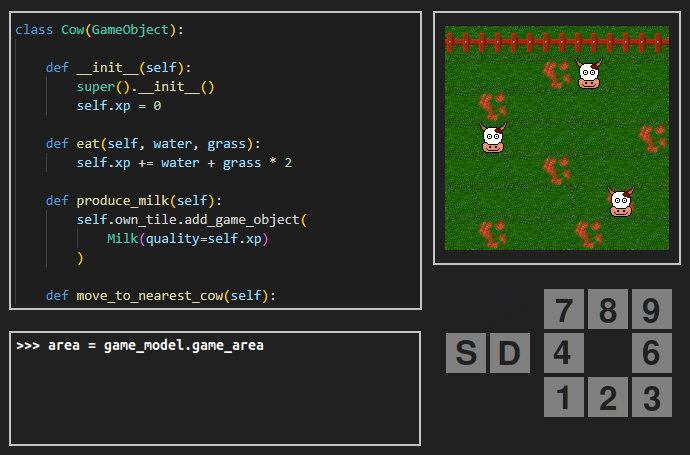 class Cow(GameObject):
def __init__(self):
super().__init__()
self.xp = 0
def eat(self, water, grass):
self.xp += water + grass * 2
def produce_milk(self):
self.own_tile.add_game_object(
Milk(quality=self.xp)
)
def move_to_nearest_cow(self):
>>> area = game_model.game_area
7 8 9
S D 4 6
1 2 3